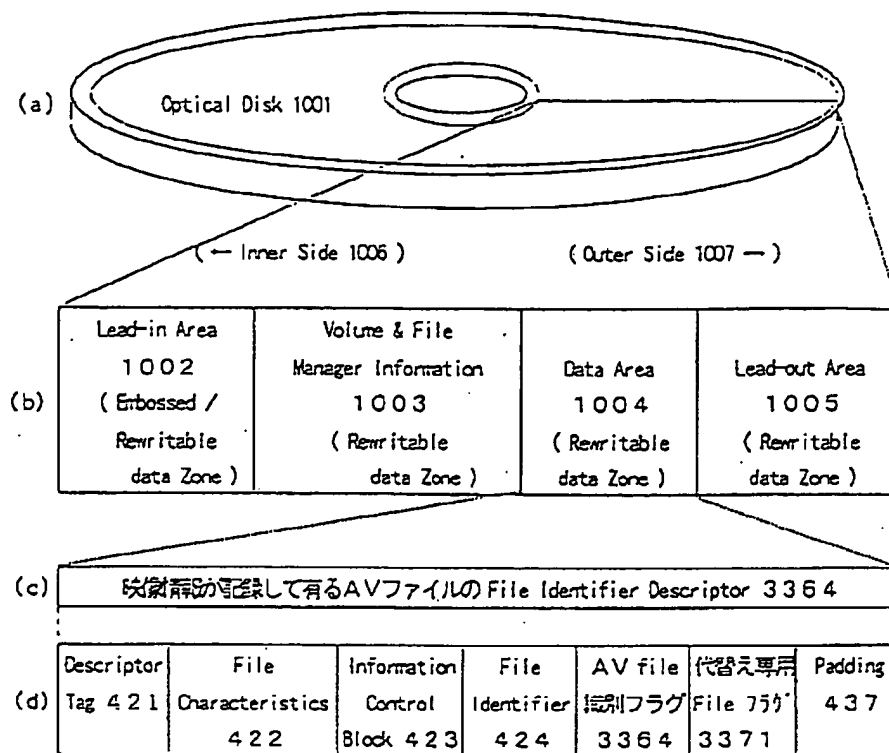 (a)
Optical Disk 1001
(← Inner Side 1006)
(Outer Side 1007 →)
(b)
Lead-in Area
1002
(Embossed /
Rewritable
data Zone)
Volume & File
Manager Information
1003
(Rewritable
data Zone)
Data Area
1004
(Rewritable
data Zone)
Lead-out Area
1005
(Rewritable
data Zone)
(c)
映像情報が記録して有るAVファイルの File Identifier Descriptor 3364
(d)
Descriptor
Tag 421
File
Characteristics
422
Information
Control
Block 423
File
Identifier
424
AV file
識別フラグ
3364
代替え専用
File フラグ
3371
Padding
437